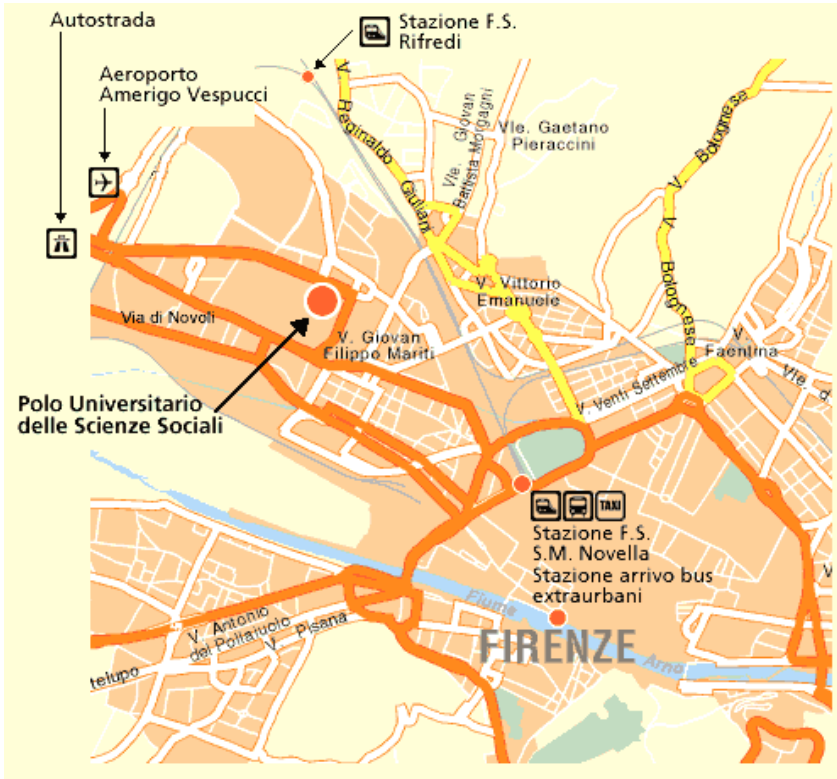 Autostrada
Stazione F.S.
Rifredi
Aeroporto
Amerigo Vespucci
V. Reginaldo Giuliani
Vle. Giovan
Battista Morgagni
Vle. Gaetano
Pieraccini
V. Bolognese
V. Bolognese
V. Vittorio
Emanuele
Via di Novoli
V. Giovan
Filippo Mariti
V.
Faentina
Vle. d
V. Venti Settembre
Polo Universitario
delle Scienze Sociali
TAXI
Stazione F.S.
S.M. Novella
Stazione arrivo bus
extraurbani
Fiume
Arno
FIRENZE
V. Antonio
del Pollaiuolo
V. Pisana
telupo
V